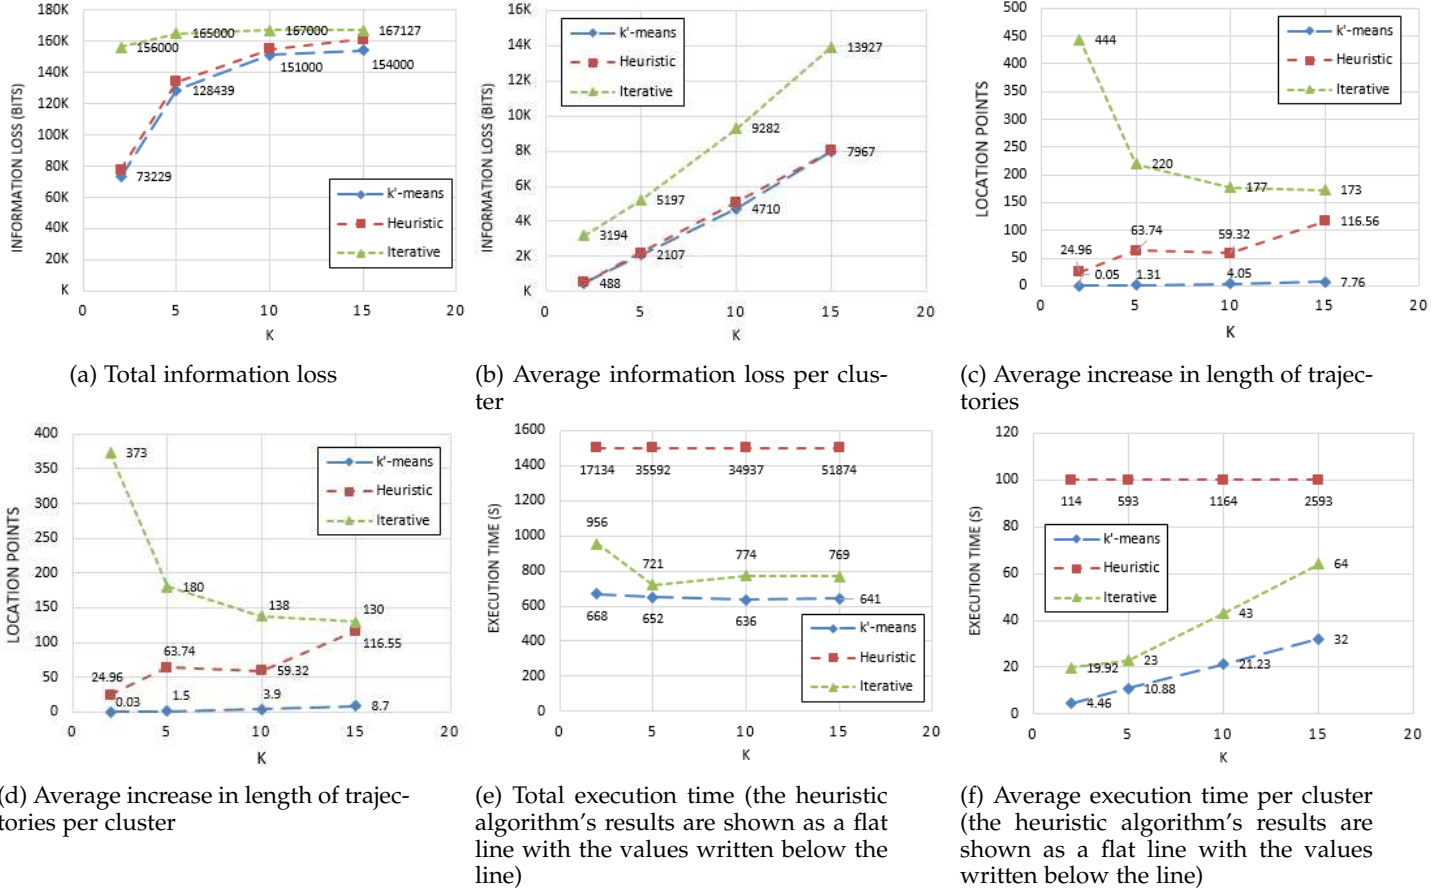 180K
160K
140K
120K
100K
80K
60K
40K
20K
K
INFORMATION LOSS (BITS)
156000
165000
167000
167127
73229
128439
151000
154000
k'-means
Heuristic
Iterative
0 5 10 15 20
K
(a) Total information loss
16K
14K
12K
10K
8K
6K
4K
2K
K
INFORMATION LOSS (BITS)
k'-means
Heuristic
Iterative
3194
5197
9282
13927
488
2107
4710
7967
0 5 10 15 20
K
(b) Average information loss per clus-
ter
500
450
400
350
300
250
200
150
100
50
0
LOCATION POINTS
k'-means
Heuristic
Iterative
444
220
177
173
24.96
63.74
59.32
116.56
0.05
1.31
4.05
7.76
0 5 10 15 20
K
(c) Average increase in length of trajec-
tories
400
350
300
250
200
150
100
50
0
LOCATION POINTS
k'-means
Heuristic
Iterative
373
180
138
130
24.96
63.74
59.32
116.55
0.03
1.5
3.9
8.7
0 5 10 15 20
K
(d) Average increase in length of trajec-
tories per cluster
1600
1400
1200
1000
800
600
400
200
0
EXECUTION TIME (S)
17134 35592 34937 51874
956
721
774
769
668
652
636
641
k'-means
Heuristic
Iterative
0 5 10 15 20
K
(e) Total execution time (the heuristic
algorithm's results are shown as a flat
line with the values written below the
line)
120
100
80
60
40
20
0
EXECUTION TIME (S)
114 593 1164 2593
k'-means
Heuristic
Iterative
19.92
23
43
64
4.46
10.88
21.23
32
0 5 10 15 20
K
(f) Average execution time per cluster
(the heuristic algorithm's results are
shown as a flat line with the values
written below the line)